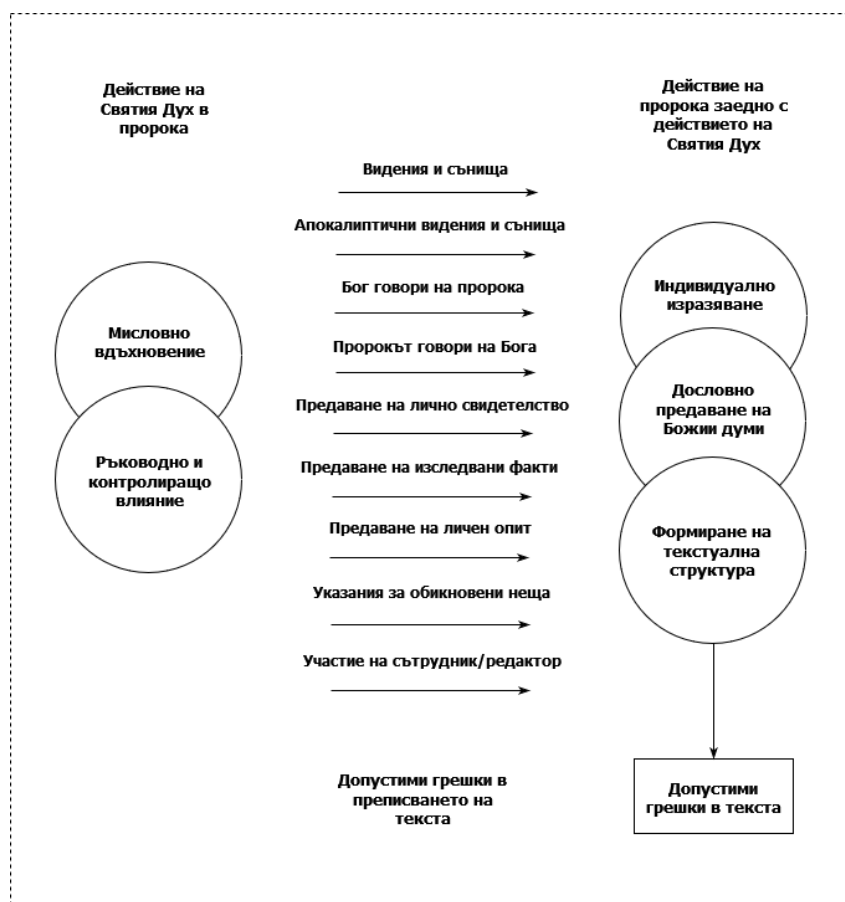 Действие на
Святия Дух в
пророка
Действие на
пророка заедно с
действието на
Святия Дух
Видения и сънища
Апокалиптични видения и сънища
Бог говори на пророка
Пророкът говори на Бога
Предаване на лично свидетелство
Предаване на изследвани факти
Предаване на личен опит
Указания за обикновени неща
Участие на сътрудник/редактор
Мисловно
вдъхновение
Ръководно и
контролиращо
влияние
Индивидуално
изразяване
Дословно
предаване на
Божии думи
Формиране на
текстуална
структура
Допустими грешки в
преписването на
текста
Допустими
грешки в текста